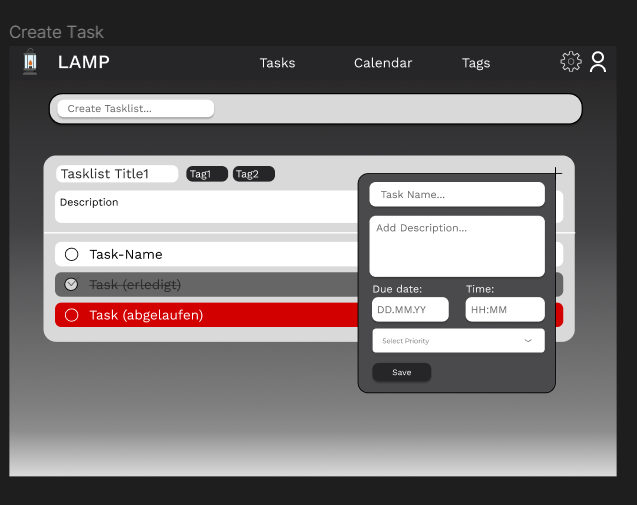 Create Task
LAMP Tasks Calendar Tags
Create Tasklist...
Tasklist Title1 Tag1 Tag2
Description
Task-Name
Task (erledigt)
Task (abgelaufen)
Task Name...
Add Description...
Due date: Time:
DD.MM.YY HH:MM
Select Priority
Save